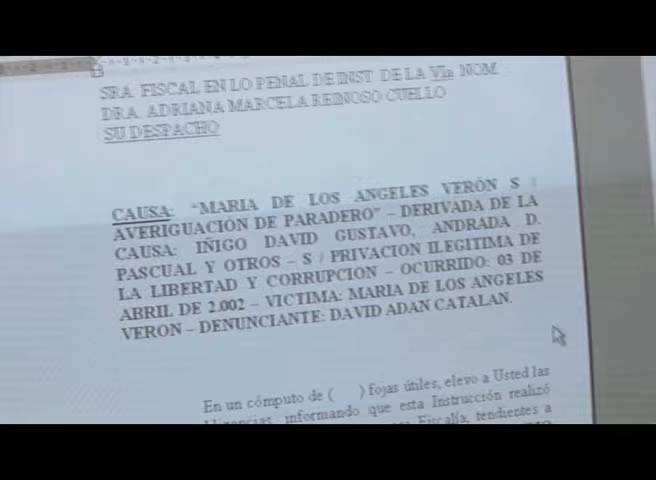 SRA. FISCAL EN LO PENAL DE INST. DE LA VIII NOM
DRA. ADRIANA MARCELA REINOSO CUELLO
SU DESPACHO
CAUSA: "MARIA DE LOS ANGELES VERÓN S /
AVERIGUACIÓN DE PARADERO" – DERIVADA DE LA
CAUSA: IÑIGO DAVID GUSTAVO, ANDRADA D.
PASCUAL Y OTROS – S / PRIVACION ILEGITIMA DE
LA LIBERTAD Y CORRUPCION – OCURRIDO: 03 DE
ABRIL DE 2.002 – VICTIMA: MARIA DE LOS ANGELES
VERON – DENUNCIANTE: DAVID ADAN CATALAN.
En un cómputo de ( ) Fojas útiles, elevo a Usted las
informando que esta Instrucción realizó
Fiscalía, tendientes a